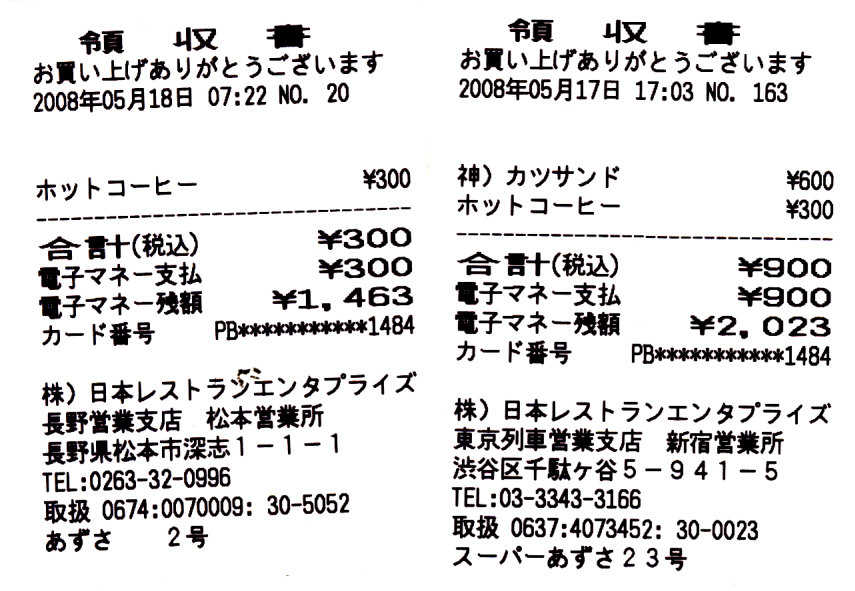 領 収 書
お買い上げありがとうございます
2008年05月18日 07:22 NO. 20
ホットコーヒー ¥300
合計(税込) ¥300
電子マネー支払 ¥300
電子マネー残額 ¥1,463
カード番号 PB************1484
株）日本レストランエンタプライズ
長野営業支店 松本営業所
長野県松本市深志１－１－１
TEL:0263-32-0996
取扱 0674:0070009: 30-5052
あずさ ２号
領 収 書
お買い上げありがとうございます
2008年05月17日 17:03 NO. 163
神）カツサンド ¥600
ホットコーヒー ¥300
合計(税込) ¥900
電子マネー支払 ¥900
電子マネー残額 ¥2,023
カード番号 PB************1484
株）日本レストランエンタプライズ
東京列車営業支店 新宿営業所
渋谷区千駄ヶ谷５－９４１－５
TEL:03-3343-3166
取扱 0637:4073452: 30-0023
スーパーあずさ２３号